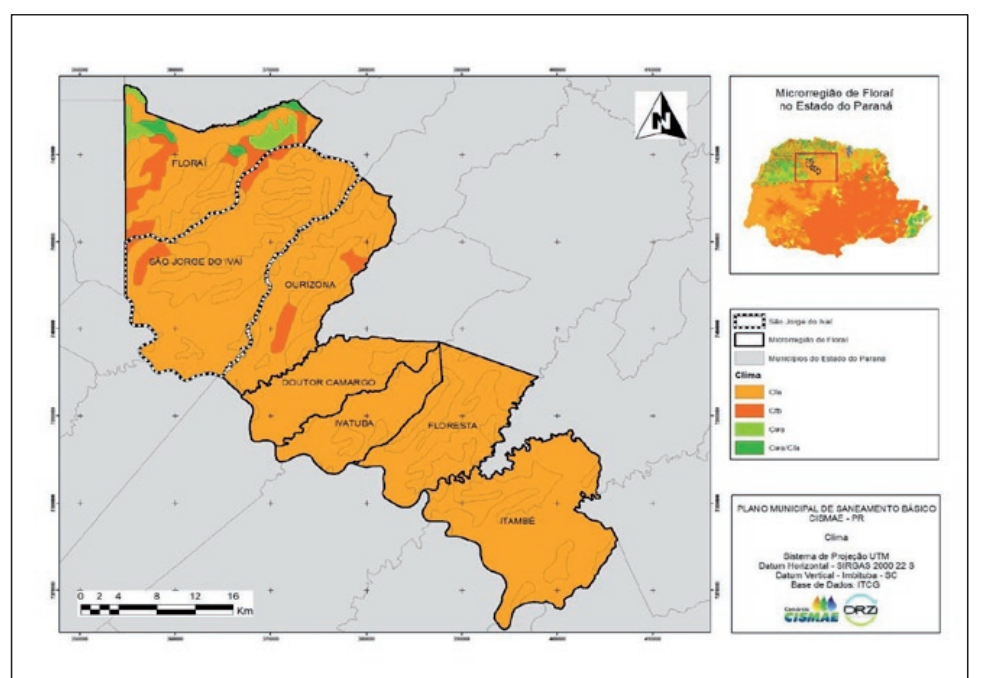 FLORAÍ
SÃO JORGE DO IVAÍ
OURIZONA
DOUTOR CAMARGO
IVATUBA
FLORESTA
ITAMBÉ
N
0 2 4 8 12 16
Km
Microrregião de Floraí
no Estado do Paraná
São Jorge do Ivaí
Microrregião de Floraí
Municípios do Estado do Paraná
Clima
Cfa
Cfb
Cwa
Cwa/Cfa
PLANO MUNICIPAL DE SANEAMENTO BÁSICO
CISMAE - PR
Clima
Sistema de Projeção UTM
Datum Horizontal - SIRGAS 2000 22 S
Datum Vertical - Imbituba - SC
Base de Dados: ITCG
CISMAE
DRZ